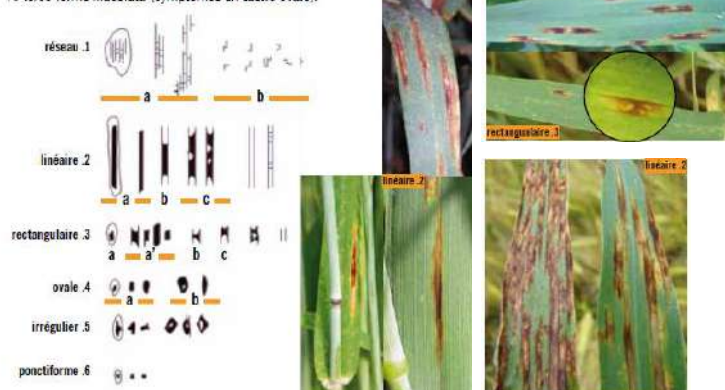 réseau .1
a
b
linéaire .2
a
b
c
rectangulaire .3
a
a'
b
c
ovale .4
a
b
irrégulier .5
ponctiforme .6
rectangulaire .3
linéaire .2
linéaire .2